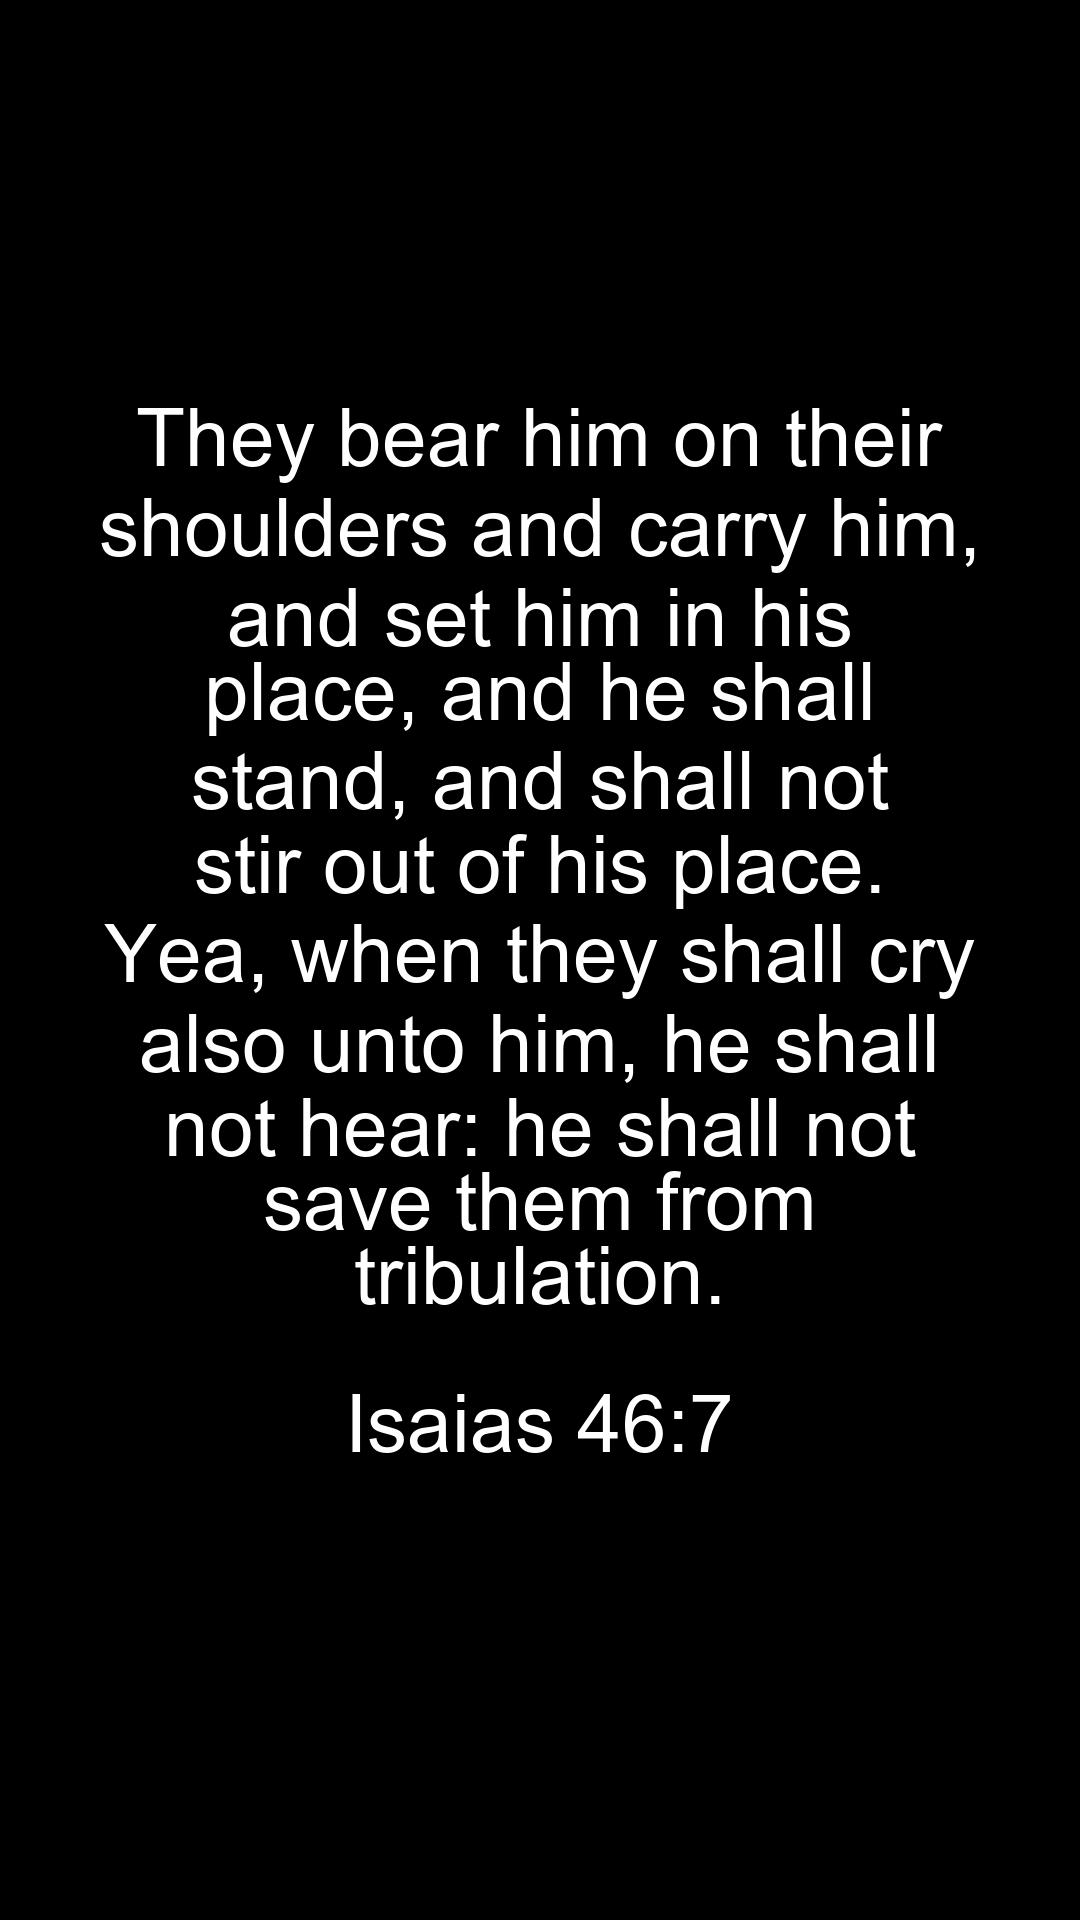 They bear him on their
shoulders and carry him,
and set him in his
place, and he shall
stand, and shall not
stir out of his place.
Yea, when they shall cry
also unto him, he shall
not hear: he shall not
save them from
tribulation.
Isaias 46:7